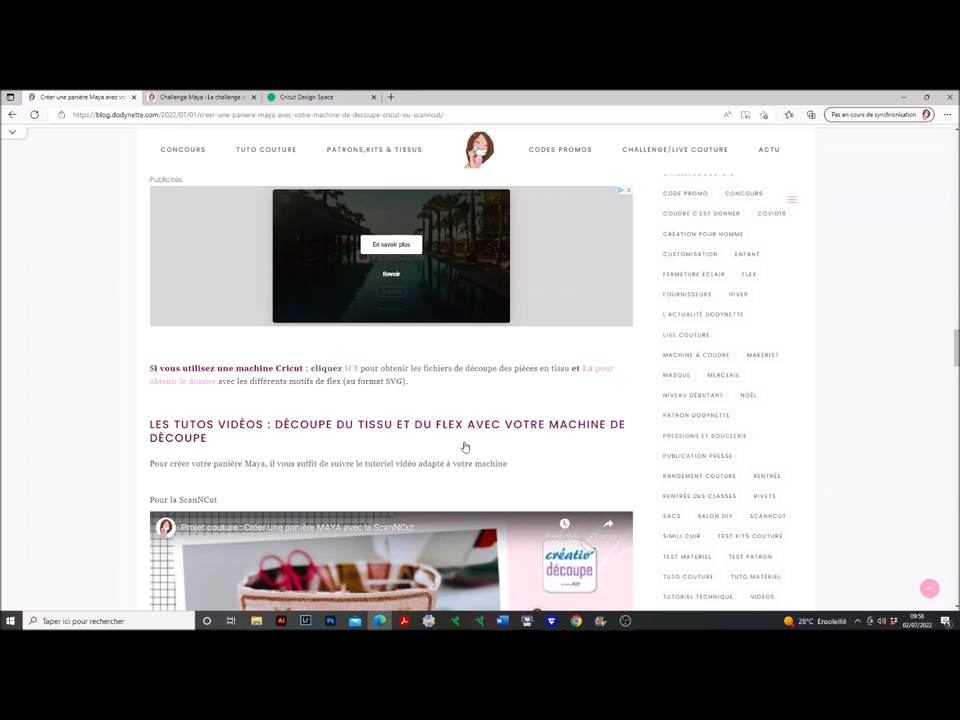 Créer une panière Maya avec vo
Challenge Maya : Le challenge
Cricut Design Space
https://blog.dodynette.com/2022/07/01/creer-une-paniere-maya-avec-votre-machine-de-decoupe-cricut-ou-scanncut/
Pas en cours de synchronisation
CONCOURS
TUTO COUTURE
PATRONS,KITS & TISSUS
CODES PROMOS
CHALLENGE/LIVE COUTURE
ACTU
Publicités
En savoir plus
Revoir
Si vous utilisez une machine Cricut : cliquez ICI pour obtenir les fichiers de découpe des pièces en tissu et Là pour
obtenir le dossier avec les différents motifs de flex (au format SVG).
LES TUTOS VIDÉOS : DÉCOUPE DU TISSU ET DU FLEX AVEC VOTRE MACHINE DE
DÉCOUPE
Pour créer votre panière Maya, il vous suffit de suivre le tutoriel vidéo adapté à votre machine
Pour la ScanNCut
Projet couture : Créer une panière MAYA avec la ScanNCut
créativ'
découpe
CODE PROMO CONCOURS
COUDRE C'EST DONNER COVID19
CRÉATION POUR HOMME
CUSTOMISATION ENFANT
FERMETURE ÉCLAIR FLEX
FOURNISSEURS HIVER
L'ACTUALITÉ DODYNETTE
LIVE COUTURE
MACHINE À COUDRE MAKERIST
MASQUE MERCERIE
NIVEAU DÉBUTANT NOËL
PATRON DODYNETTE
PRESSIONS ET BOUCLERIE
PUBLICATION PRESSE
RANGEMENT COUTURE RENTRÉE
RENTRÉE DES CLASSES RIVETS
SACS SALON DIY SCANNCUT
SIMILI CUIR TEST KITS COUTURE
TEST MATERIEL TEST PATRON
TUTO COUTURE TUTO MATÉRIEL
TUTORIEL TECHNIQUE VIDÉOS
Taper ici pour rechercher
28°C Ensoleillé
09:58
02/07/2022